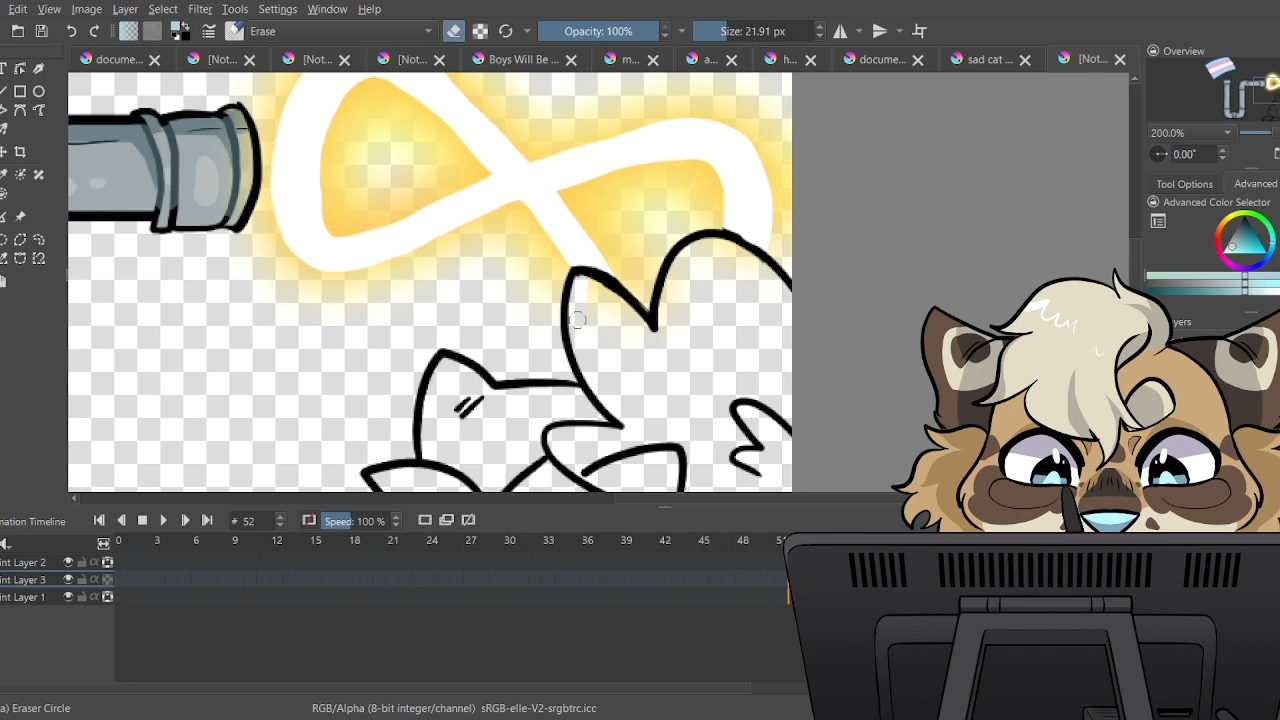 Edit View Image Layer Select Filter Tools Settings Window Help
Erase Opacity: 100% Size: 21.91 px
docume... [Not... [Not... [Not... Boys Will Be ... m... a... h... docume... sad cat ... [Not...
Overview
200.0%
0.00°
Tool Options Advanced
Advanced Color Selector
yers
nation Timeline # 52 Speed: 100 %
0 3 6 9 12 15 18 21 24 27 30 33 36 39 42 45 48 51
int Layer 2
int Layer 3
int Layer 1
a) Eraser Circle RGB/Alpha (8-bit integer/channel) sRGB-elle-V2-srgbtrc.icc